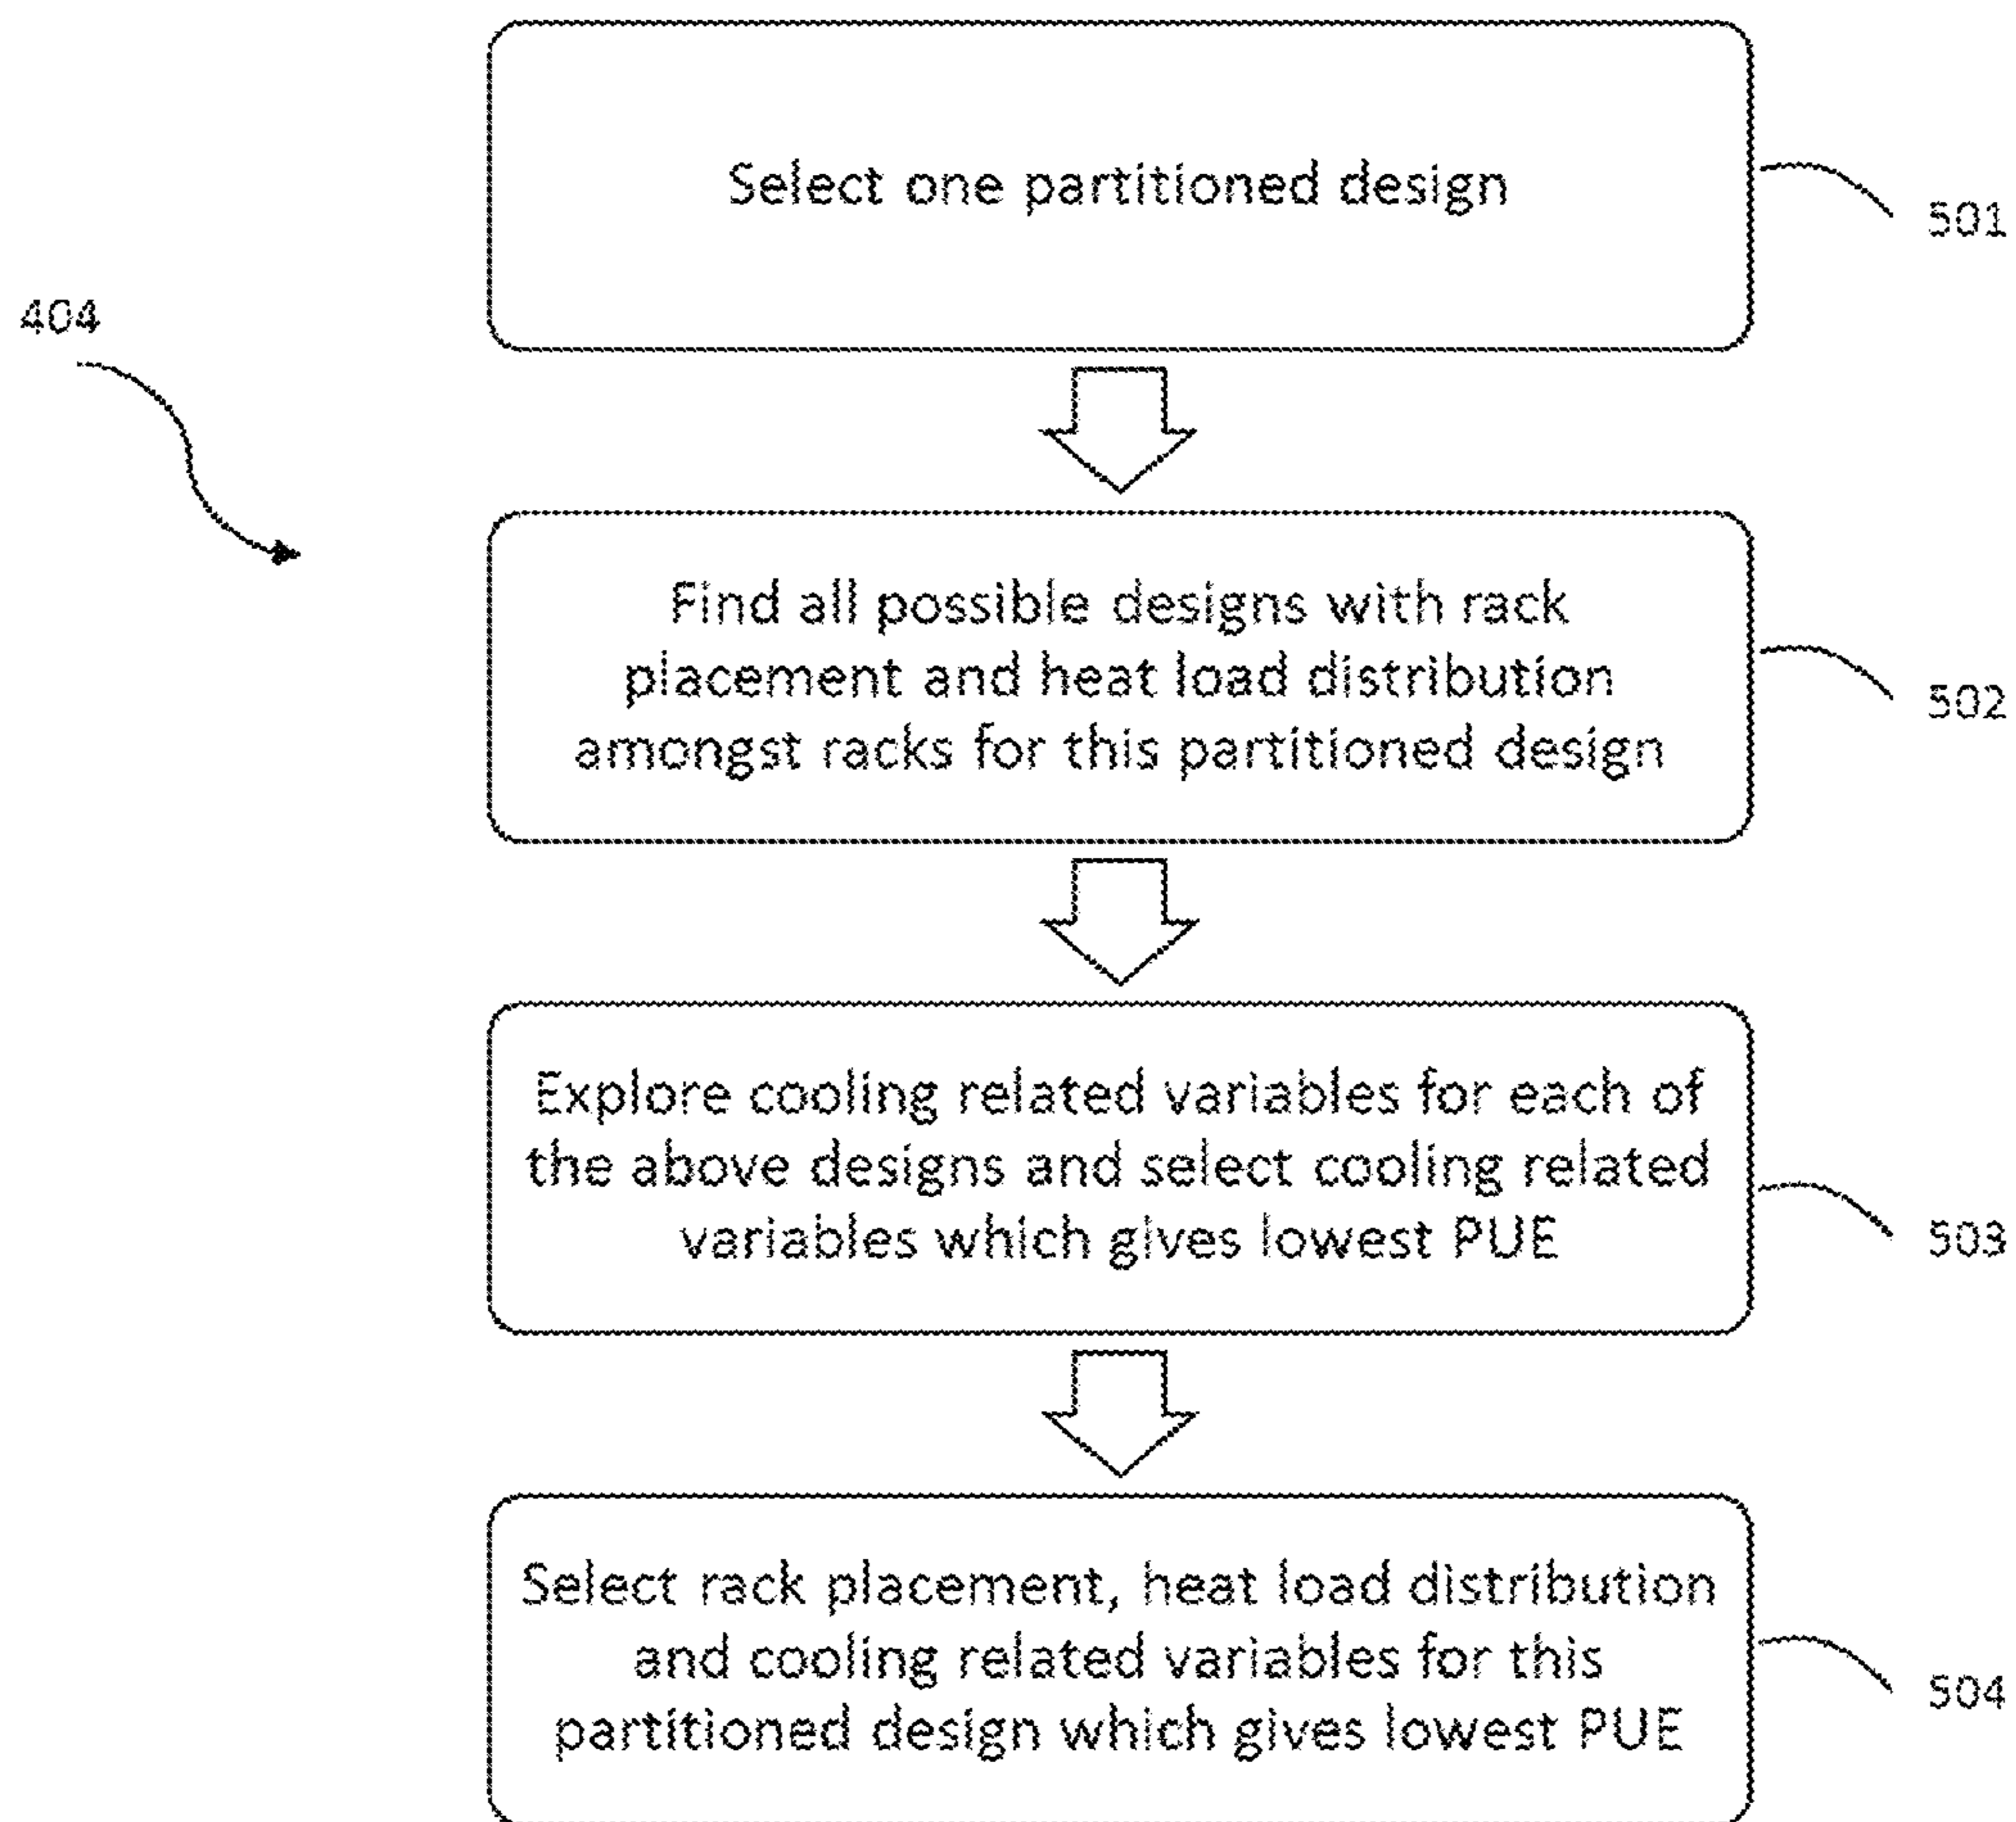 Select one partitioned design
501
404
Find all possible designs with rack
placement and heat load distribution
amongst racks for this partitioned design
502
Explore cooling related variables for each of
the above designs and select cooling related
variables which gives lowest PUE
503
Select rack placement, heat load distribution
and cooling related variables for this
partitioned design which gives lowest PUE
504